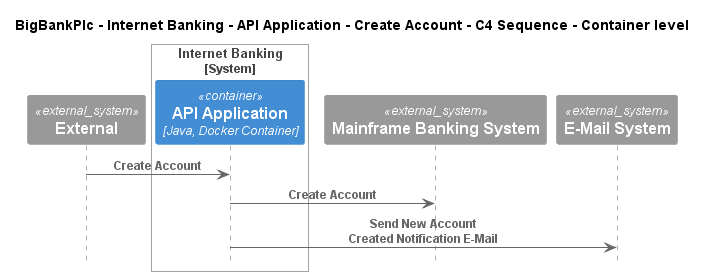 BigBankPlc - Internet Banking - API Application - Create Account - C4 Sequence - Container level
Internet Banking
[System]
«external_system»
External
«container»
API Application
[Java, Docker Container]
«external_system»
Mainframe Banking System
«external_system»
E-Mail System
Create Account
Create Account
Send New Account
Created Notification E-Mail